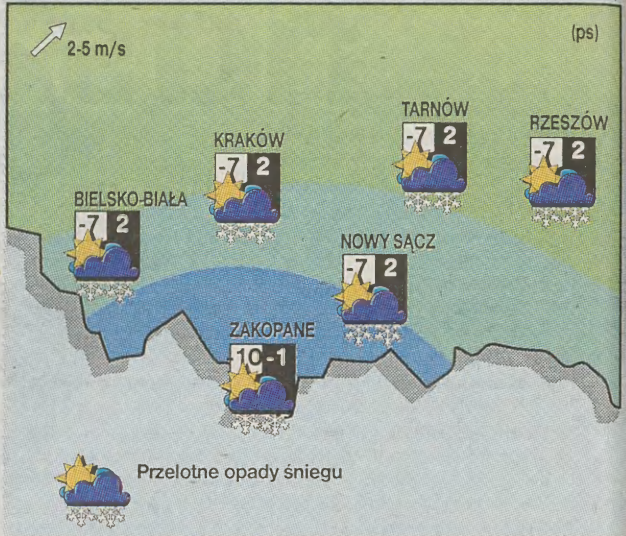 2-5 m/s
(ps)
TARNÓW
-7 2
RZESZÓW
-7 2
KRAKÓW
-7 2
BIELSKO-BIAŁA
-7 2
NOWY SĄCZ
-7 2
ZAKOPANE
-10 -1
Przelotne opady śniegu